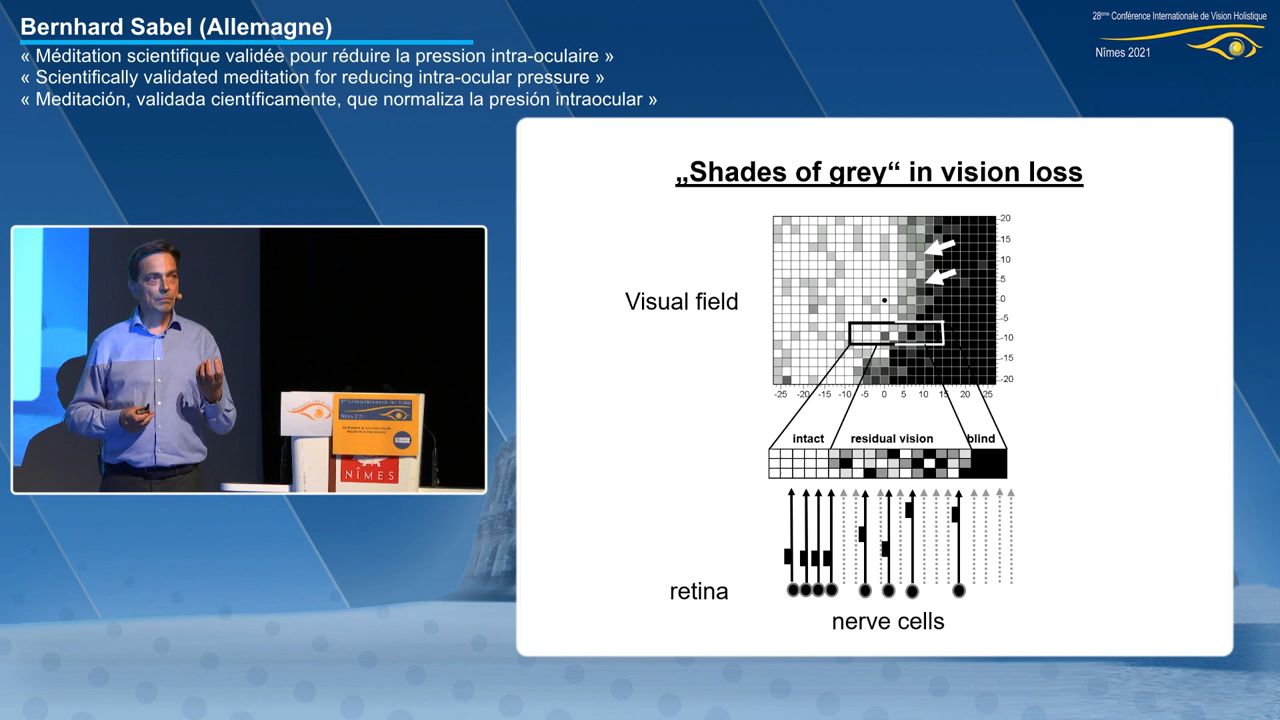 Bernhard Sabel (Allemagne)
« Méditation scientifique validée pour réduire la pression intra-oculaire »
« Scientifically validated meditation for reducing intra-ocular pressure »
« Meditación, validada científicamente, que normaliza la presión intraocular »
28ème Conférence Internationale de Vision Holistique
Nîmes 2021
„Shades of grey“ in vision loss
Visual field
20
15
10
5
0
-5
-10
-15
-20
-25 -20 -15 -10 -5 0 5 10 15 20 25
intact residual vision blind
retina
nerve cells
Nîmes 2021
NÎMES